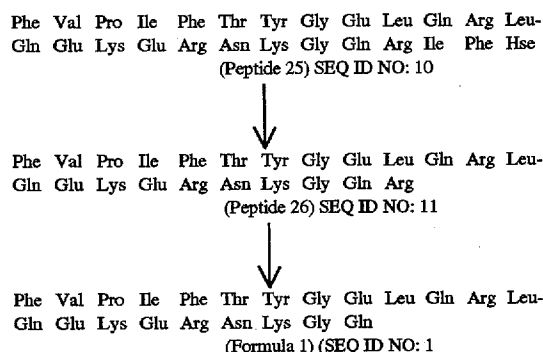 Phe Val Pro Ile Phe Thr Tyr Gly Glu Leu Gln Arg Leu-
Gln Glu Lys Glu Arg Asn Lys Gly Gln Arg Ile Phe Hse
(Peptide 25) SEQ ID NO: 10
Phe Val Pro Ile Phe Thr Tyr Gly Glu Leu Gln Arg Leu-
Gln Glu Lys Glu Arg Asn Lys Gly Gln Arg
(Peptide 26) SEQ ID NO: 11
Phe Val Pro Ile Phe Thr Tyr Gly Glu Leu Gln Arg Leu-
Gln Glu Lys Glu Arg Asn Lys Gly Gln
(Formula 1) (SEQ ID NO: 1